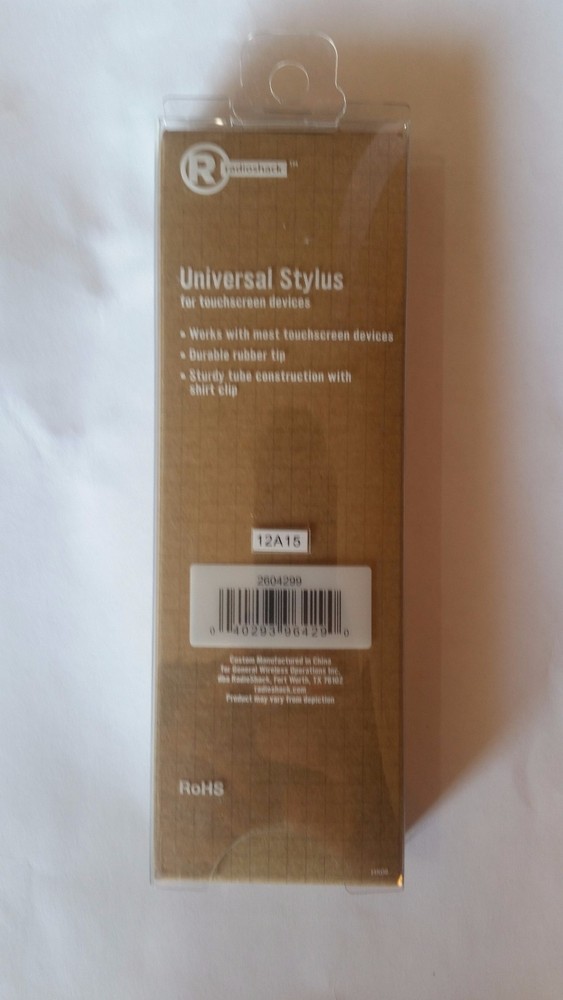 R radioshack™
Universal Stylus
for touchscreen devices
• Works with most touchscreen devices
• Durable rubber tip
• Sturdy tube construction with
shirt clip
12A15
2604299
0 40293 96429 0
Custom Manufactured in China
for General Wireless Operations Inc.
dba RadioShack, Fort Worth, TX 76102
radioshack.com
Product may vary from depiction
RoHS